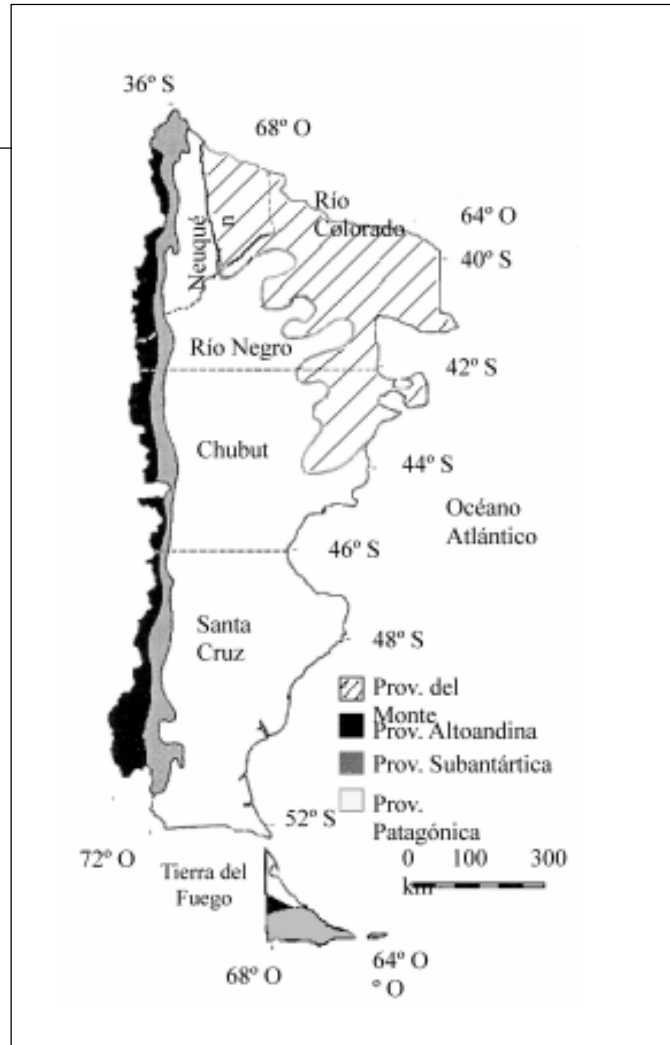 36º S
68º O
Río
Colorado
64º O
40º S
Neuqué
n
Río Negro
42º S
Chubut
44º S
Océano
Atlántico
46º S
Santa
Cruz
48º S
Prov. del
Monte
Prov. Altoandina
Prov. Subantártica
Prov.
Patagónica
52º S
72º O
0 100 300
km
Tierra del
Fuego
68º O
64º O
º O